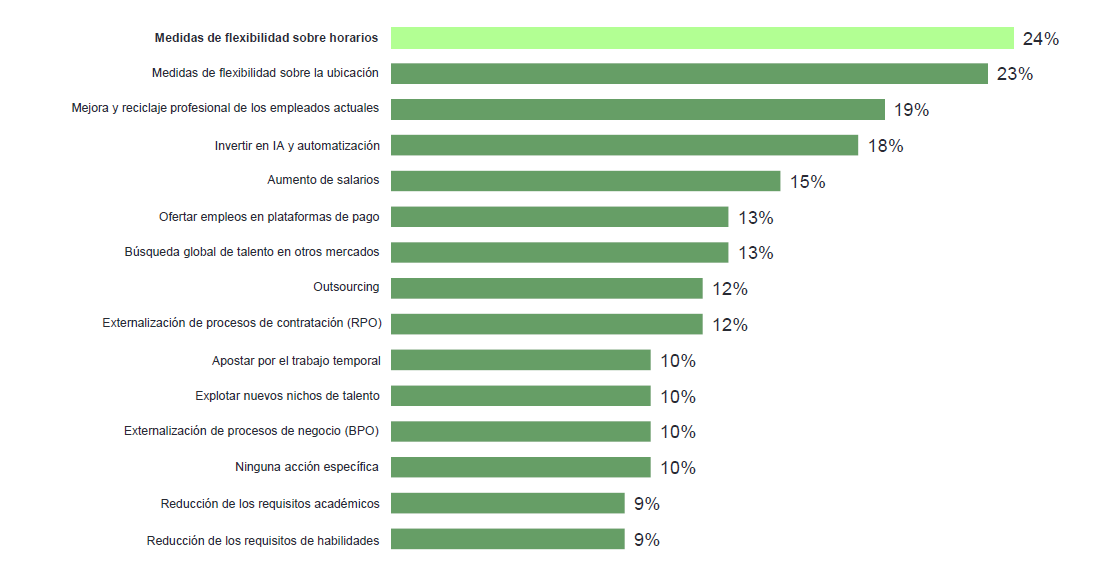 Medidas de flexibilidad sobre horarios 24%
Medidas de flexibilidad sobre la ubicación 23%
Mejora y reciclaje profesional de los empleados actuales 19%
Invertir en IA y automatización 18%
Aumento de salarios 15%
Ofertar empleos en plataformas de pago 13%
Búsqueda global de talento en otros mercados 13%
Outsourcing 12%
Externalización de procesos de contratación (RPO) 12%
Apostar por el trabajo temporal 10%
Explotar nuevos nichos de talento 10%
Externalización de procesos de negocio (BPO) 10%
Ninguna acción específica 10%
Reducción de los requisitos académicos 9%
Reducción de los requisitos de habilidades 9%